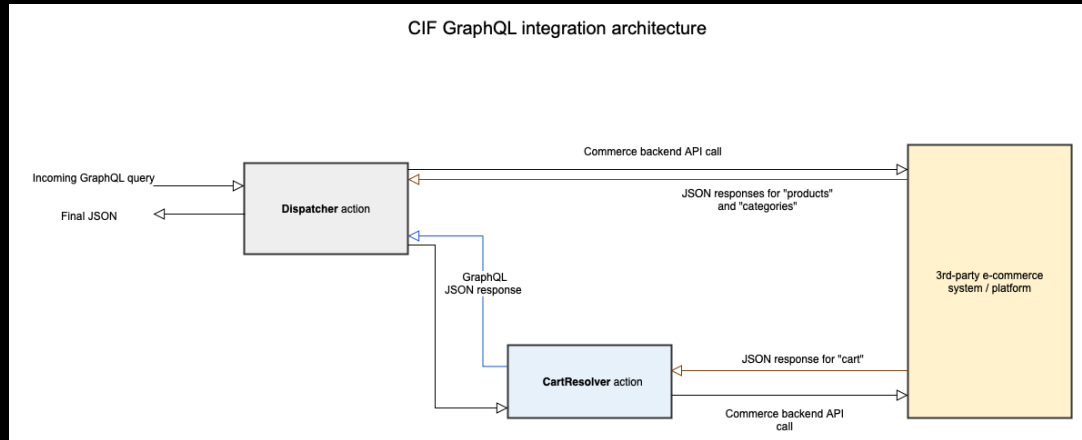 CIF GraphQL integration architecture
Commerce backend API call
Incoming GraphQL query
JSON responses for "products"
and "categories"
Final JSON
Dispatcher action
GraphQL
JSON response
3rd-party e-commerce
system / platform
JSON response for "cart"
CartResolver action
Commerce backend API
call